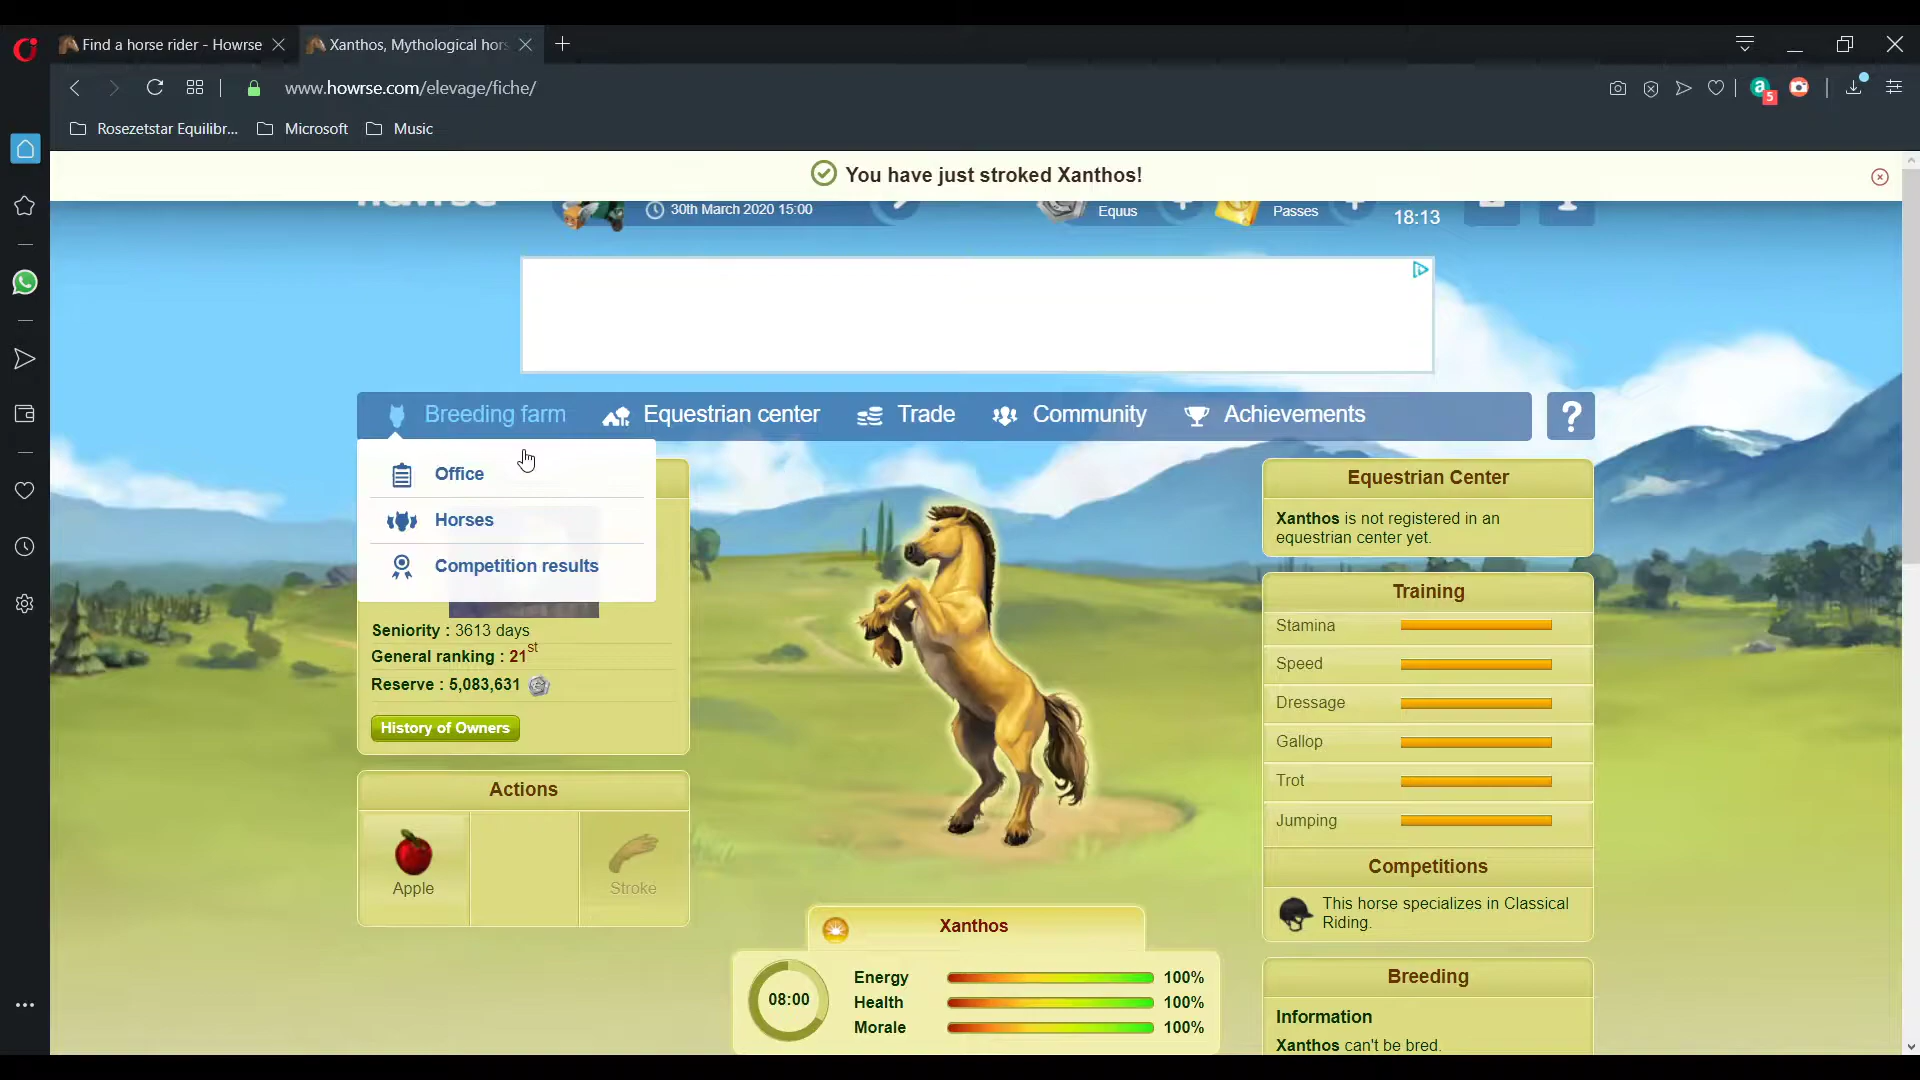 Find a horse rider - Howrse
Xanthos, Mythological hors
www.howrse.com/elevage/fiche/
a
5
Rosezetstar Equilibr...
Microsoft
Music
You have just stroked Xanthos!
30th March 2020 15:00
Equus
Passes
18:13
Breeding farm
Equestrian center
Trade
Community
Achievements
?
Office
Horses
Competition results
Seniority : 3613 days
General ranking : 21st
Reserve : 5,083,631
History of Owners
Actions
Apple
Stroke
Xanthos
08:00
Energy 100%
Health 100%
Morale 100%
Equestrian Center
Xanthos is not registered in an
equestrian center yet.
Training
Stamina
Speed
Dressage
Gallop
Trot
Jumping
Competitions
This horse specializes in Classical
Riding.
Breeding
Information
Xanthos can't be bred.